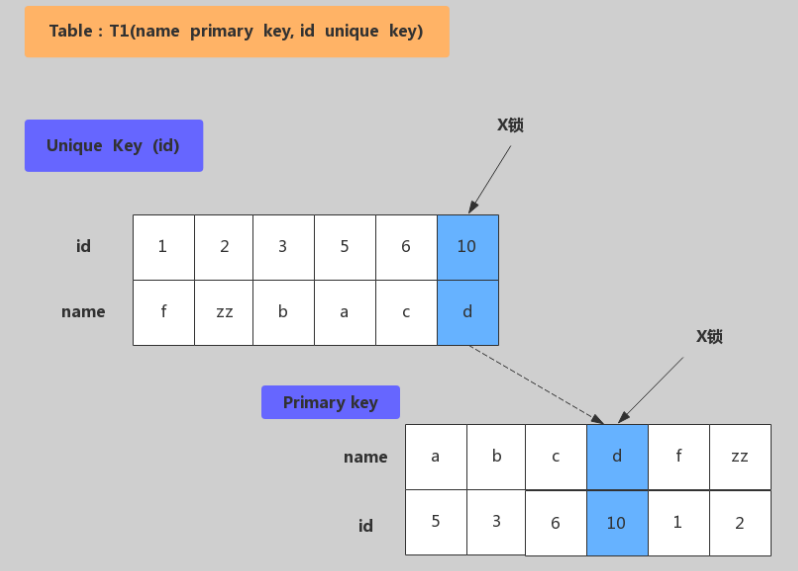 Table : T1(name primary key, id unique key)
X锁
Unique Key (id)
id 1 2 3 5 6 10
name f zz b a c d
X锁
Primary key
name a b c d f zz
id 5 3 6 10 1 2